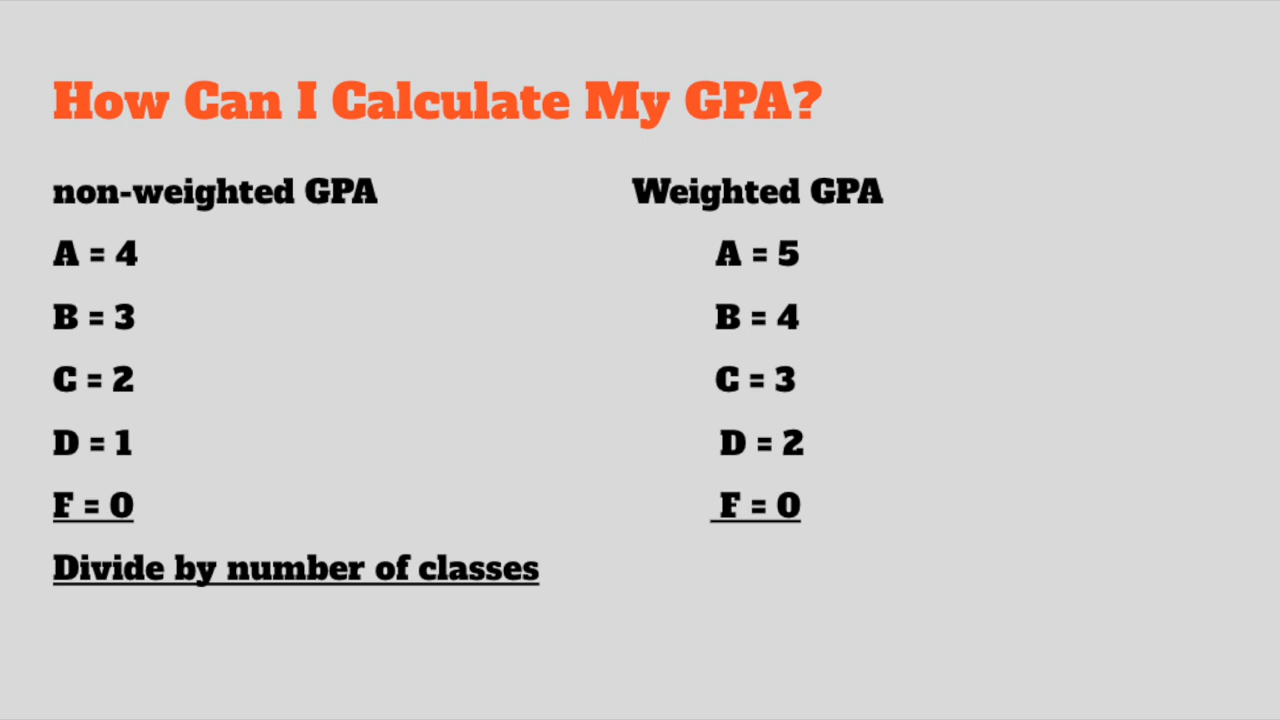 How Can I Calculate My GPA?
non-weighted GPA
A = 4
B = 3
C = 2
D = 1
F = 0
Divide by number of classes
Weighted GPA
A = 5
B = 4
C = 3
D = 2
F = 0